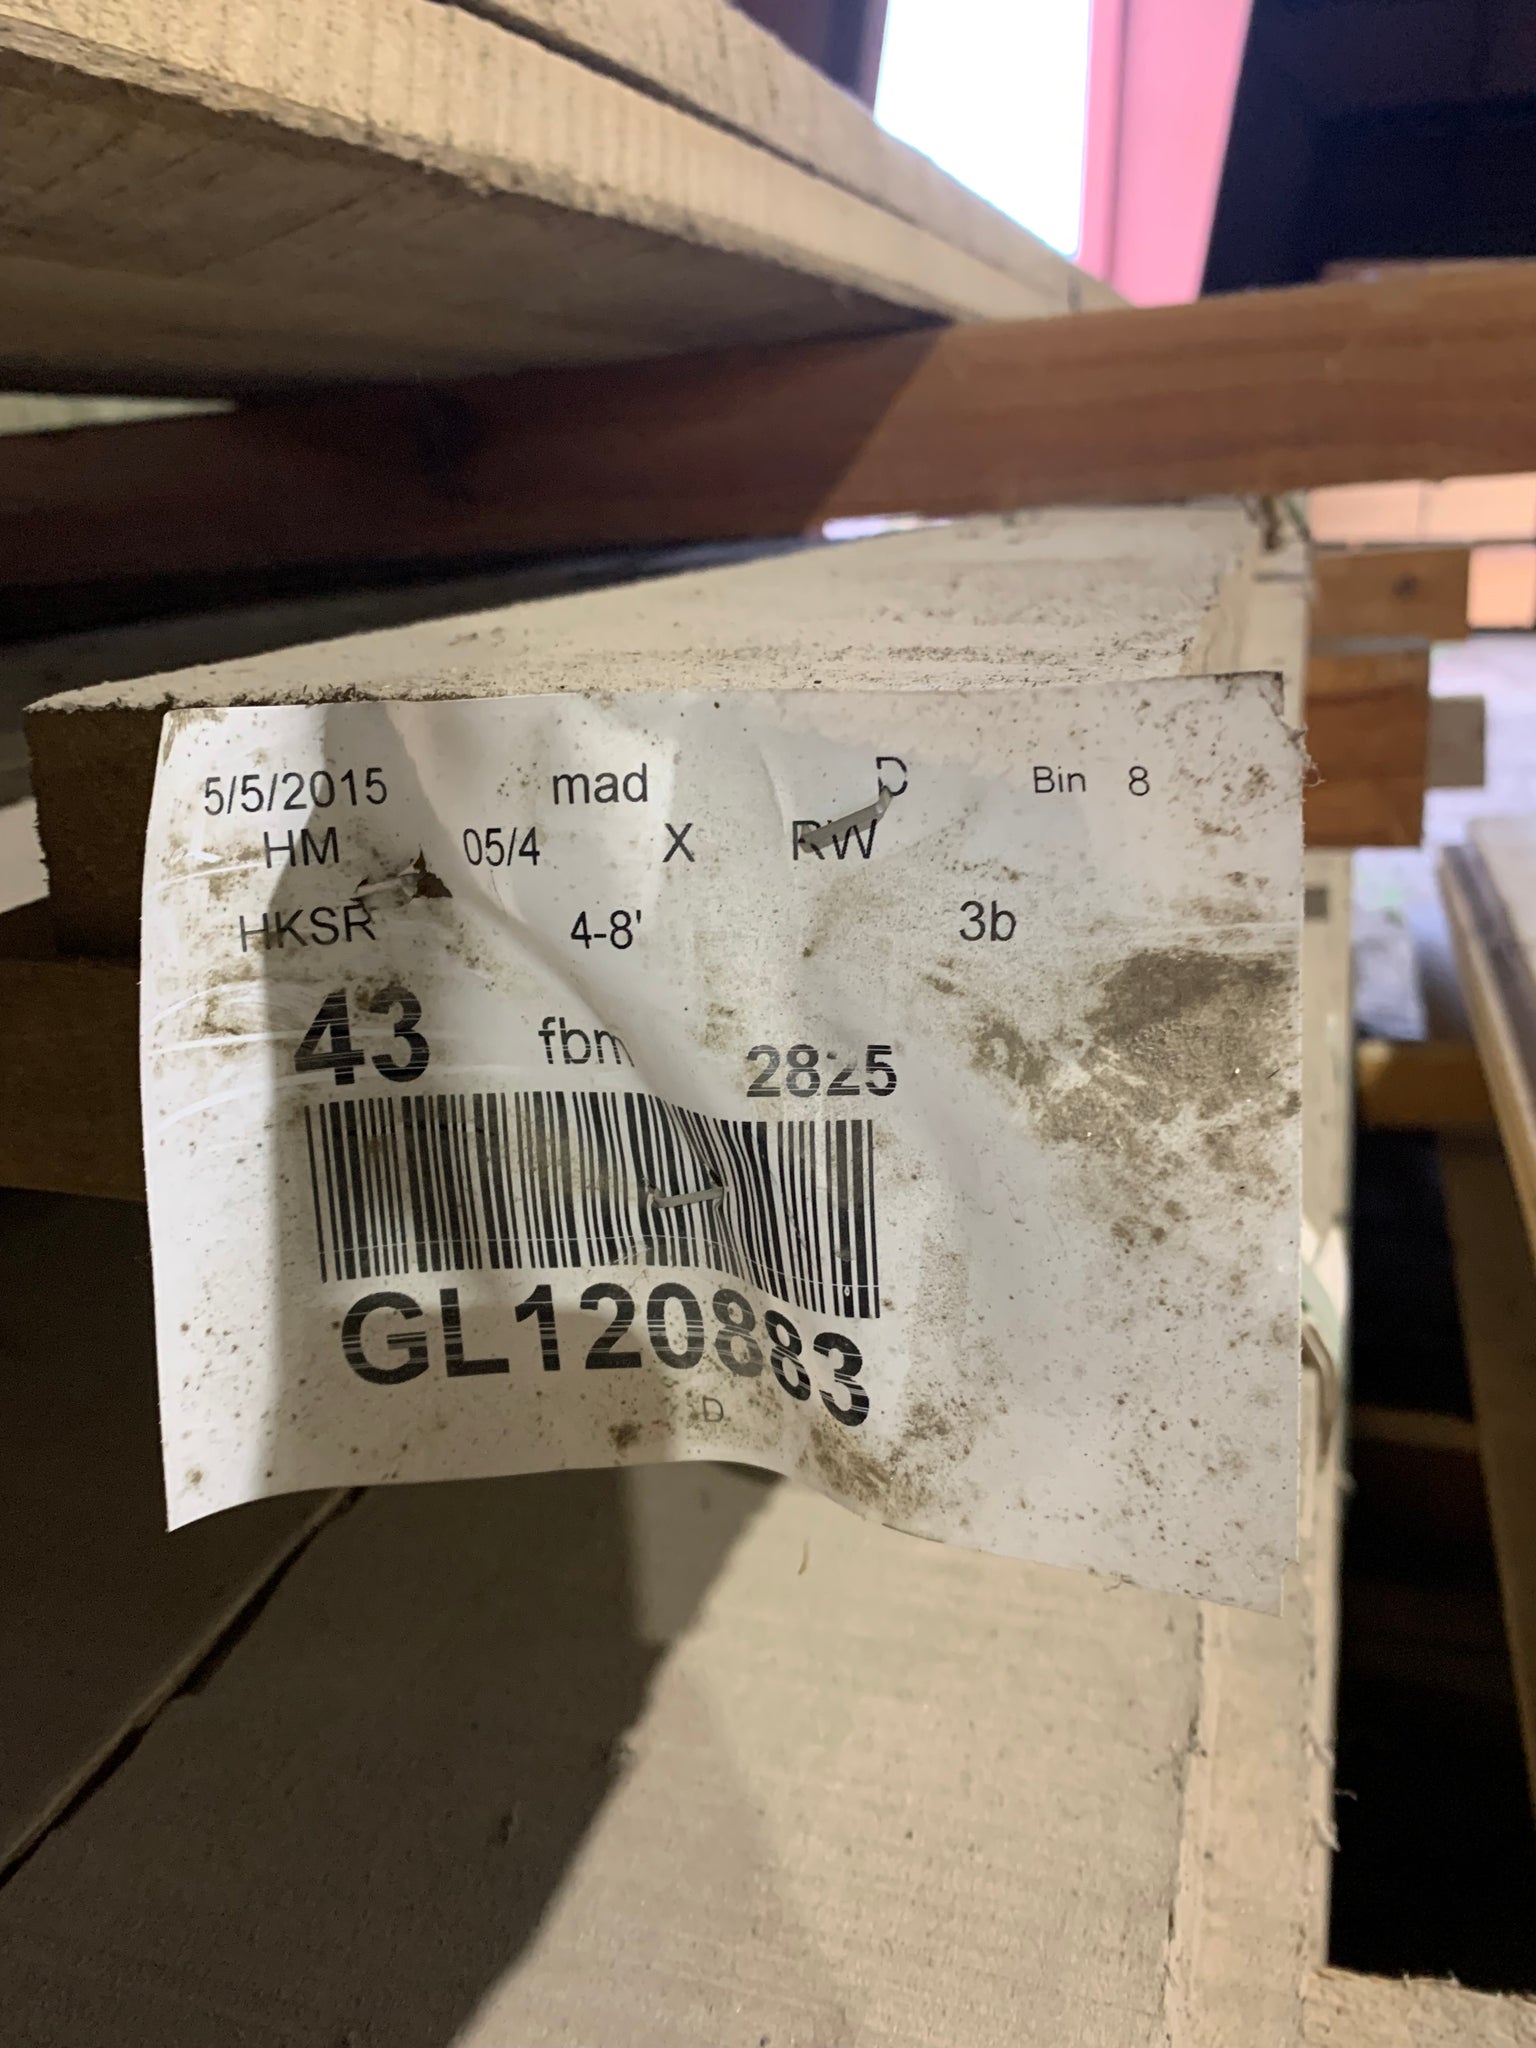 5/5/2015 mad D Bin 8
HM 05/4 X RW
HKSR 4-8' 3b
43 fbm 2825
GL120883
D